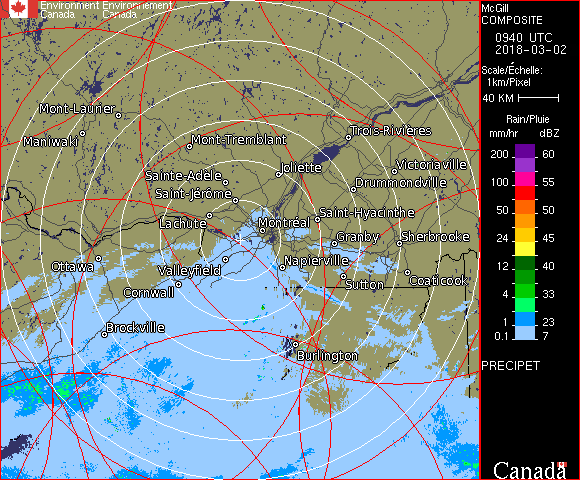 Environment Environnement
Canada Canada
McGill
COMPOSITE
0940 UTC
2018-03-02
Scale/Échelle:
1km/Pixel
40 KM
Rain/Pluie
mm/hr dBZ
200 60
150 57
100 55
50 50
24 45
12 40
4 33
1 23
0.1 7
PRECIPET
Canada
Mont-Laurier
Maniwaki
Mont-Tremblant
Trois-Rivières
Joliette
Victoriaville
Sainte-Adèle
Drummondville
Saint-Jérôme
Saint-Hyacinthe
Lachute
Montréal
Granby
Sherbrooke
Ottawa
Valleyfield
Napierville
Sutton
Coaticook
Cornwall
Brockville
Burlington